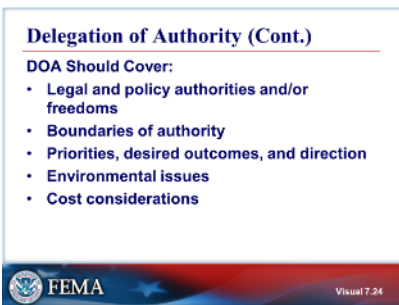 Delegation of Authority (Cont.)
DOA Should Cover:
• Legal and policy authorities and/or
freedoms
• Boundaries of authority
• Priorities, desired outcomes, and direction
• Environmental issues
• Cost considerations
FEMA
Visual 7.24